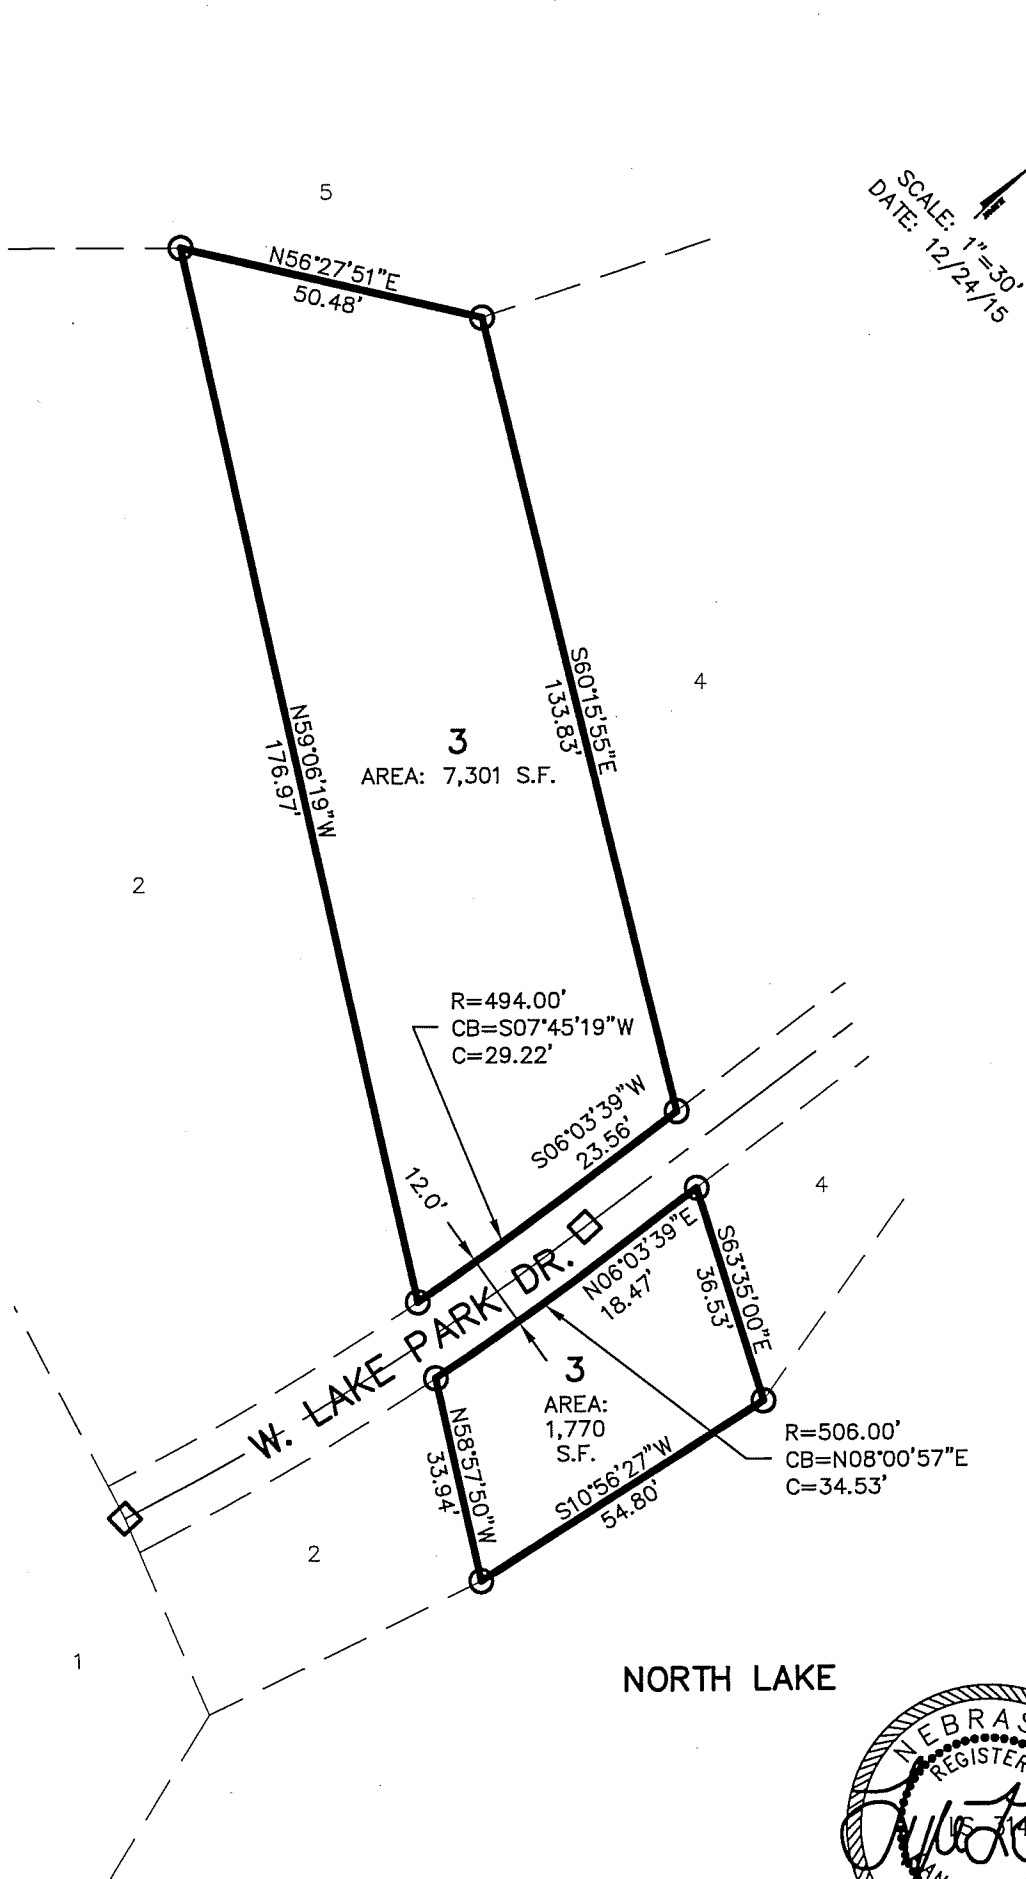 5
SCALE: 1"=30'
DATE: 12/24/15
N56°27'51"E
50.48'
S60°15'55"E
133.83'
4
N59°06'19"W
176.97'
3
AREA: 7,301 S.F.
2
R=494.00'
CB=S07°45'19"W
C=29.22'
S06°03'39"W
23.56'
12.0'
4
W. LAKE PARK DR.
N06°03'39"E
18.47'
S63°35'00"E
36.53'
3
AREA:
1,770
S.F.
N58°57'50"W
33.94'
S10°56'27"W
54.80'
R=506.00'
CB=N08°00'57"E
C=34.53'
2
1
NORTH LAKE
NEBRAS
REGISTER